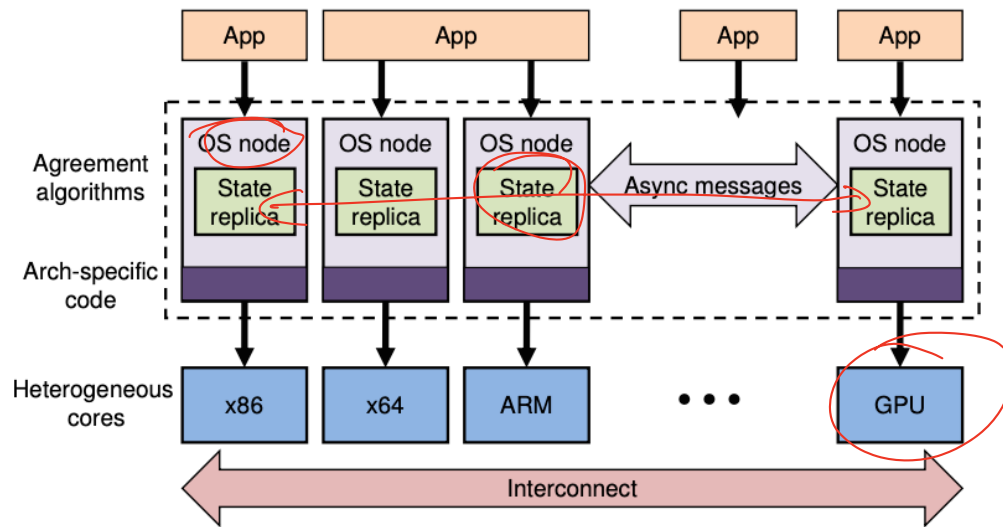 App
App
App
App
Agreement
algorithms
OS node
OS node
OS node
OS node
State
replica
State
replica
State
replica
Async messages
State
replica
Arch-specific
code
Heterogeneous
cores
x86
x64
ARM
GPU
Interconnect